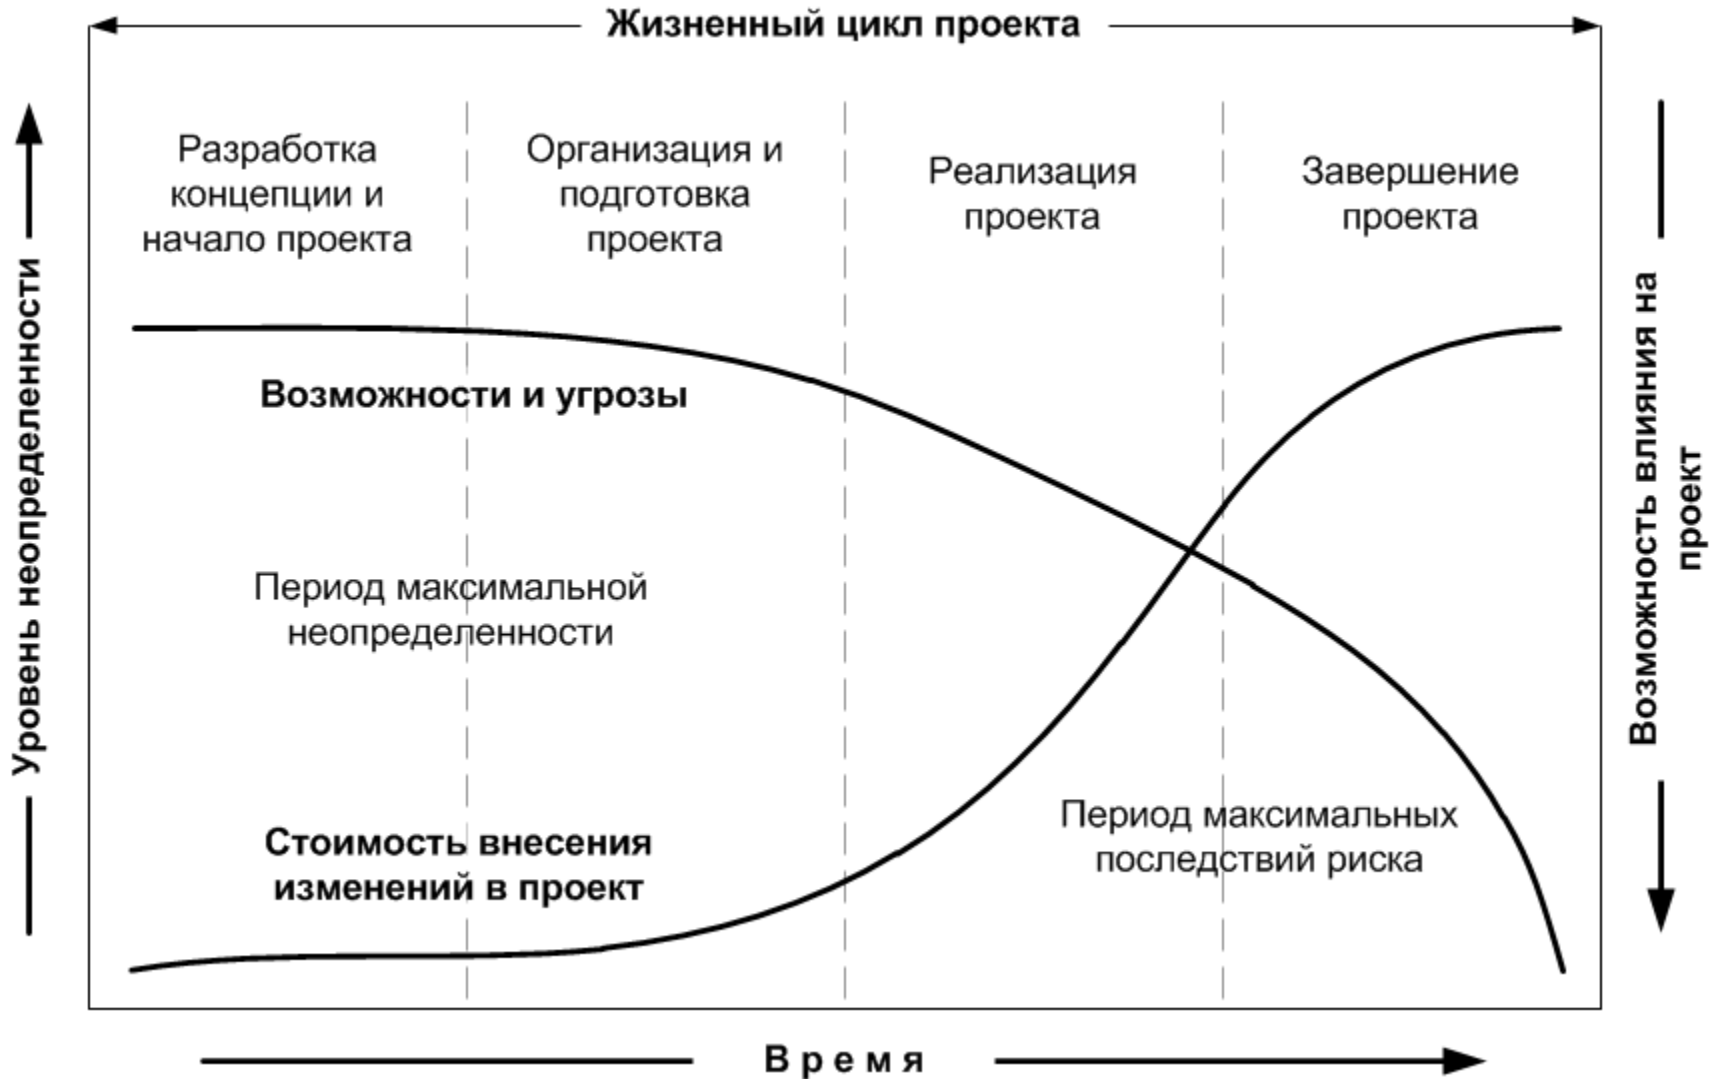 Жизненный цикл проекта
Разработка
концепции и
начало проекта
Организация и
подготовка
проекта
Реализация
проекта
Завершение
проекта
Уровень неопределенности
Возможность влияния на
проект
Возможности и угрозы
Период максимальной
неопределенности
Стоимость внесения
изменений в проект
Период максимальных
последствий риска
Время